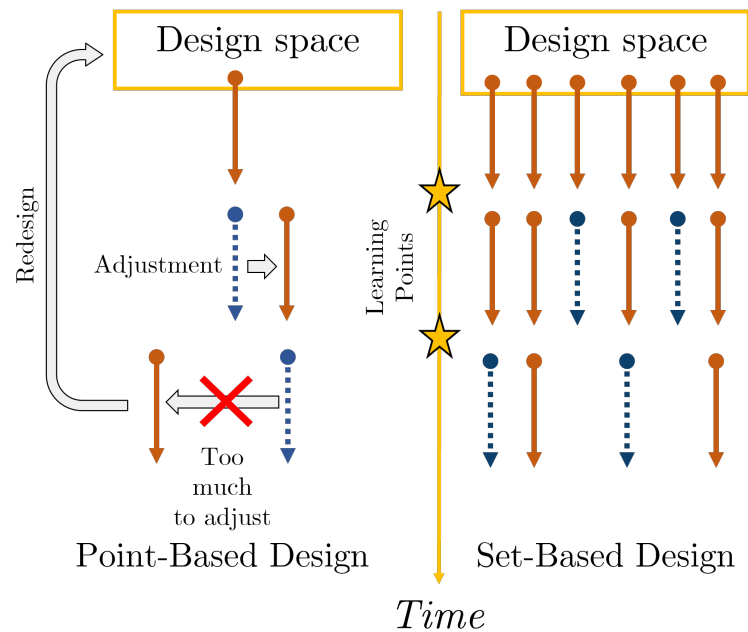 Design space
Design space
Redesign
Adjustment
Learning
Points
Too
much
to adjust
Point-Based Design
Set-Based Design
Time